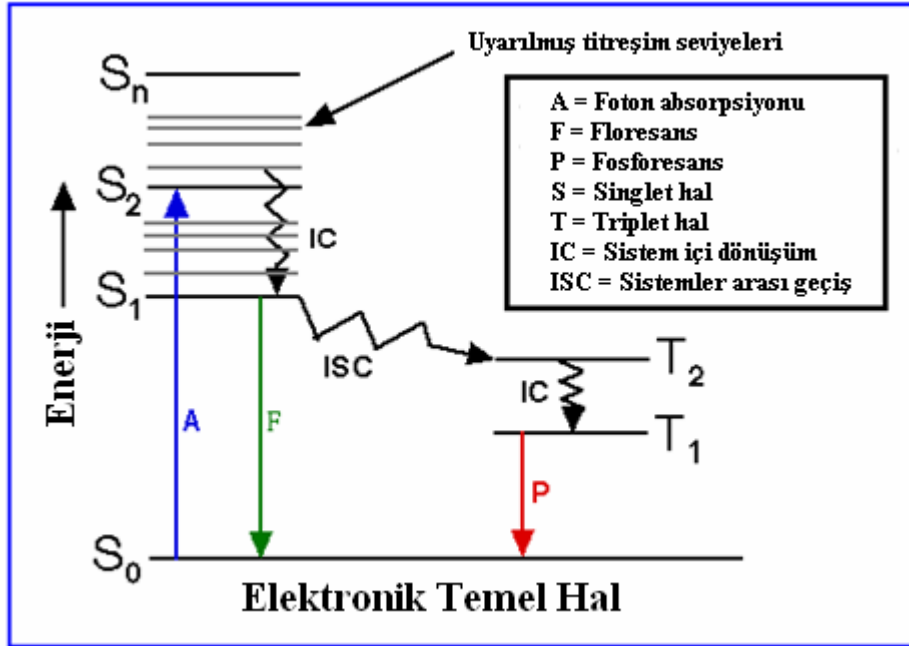 Uyarılmış titreşim seviyeleri
Sn
A = Foton absorpsiyonu
F = Floresans
P = Fosforesans
S = Singlet hal
T = Triplet hal
IC = Sistem içi dönüşüm
ISC = Sistemler arası geçiş
S2
IC
S1
Enerji
ISC
T2
IC
A
F
T1
P
S0
Elektronik Temel Hal